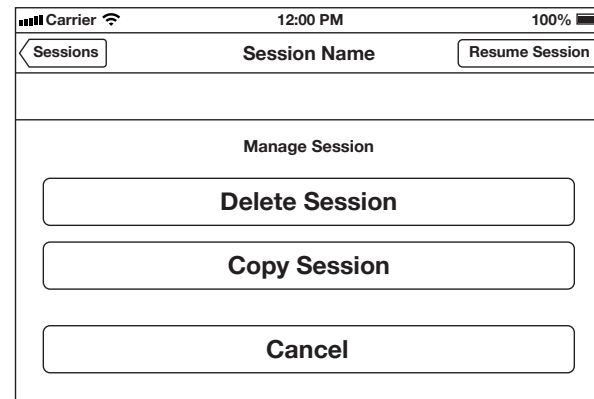 Carrier 12:00 PM 100%
Sessions Session Name Resume Session
Manage Session
Delete Session
Copy Session
Cancel